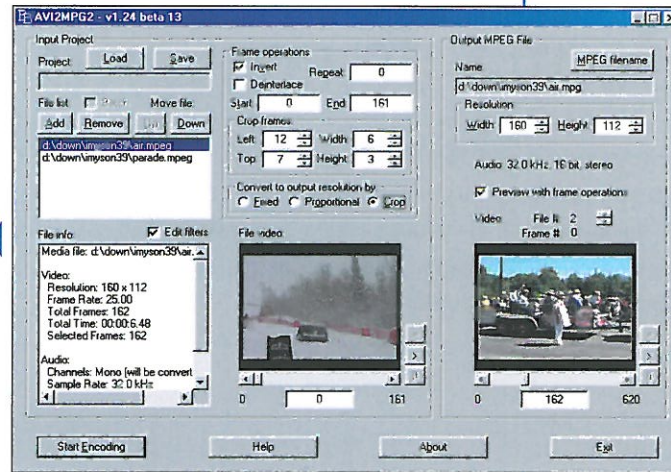 AVI2MPG2 - v1.24 beta 13
Input Project
Project:
Load
Save
File list
Move file:
Add
Remove
Up
Down
d:\down\imyson39\air.mpeg
d:\down\imyson39\parade.mpeg
File info:
Edit filters
Media file: d:\down\imyson39\air.
Video:
Resolution: 160 x 112
Frame Rate: 25.00
Total Frames: 162
Total Time: 00:00:6.48
Selected Frames: 162
Audio:
Channels: Mono (will be convert
Sample Rate: 32.0 kHz
Frame operations
Invert
Repeat: 0
Deinterlace
Start 0 End 161
Crop frames:
Left 12 Width 6
Top 7 Height 3
Convert to output resolution by
Fixed Proportional Crop
File video:
0 0 161
Output MPEG File
MPEG filename
Name
d:\down\imyson39\air.mpg
Resolution
Width 160 Height 112
Audio: 32.0 kHz, 16 bit, stereo
Preview with frame operations
Video: File #: 2
Frame #: 0
0 162 620
Start Encoding
Help
About
Exit